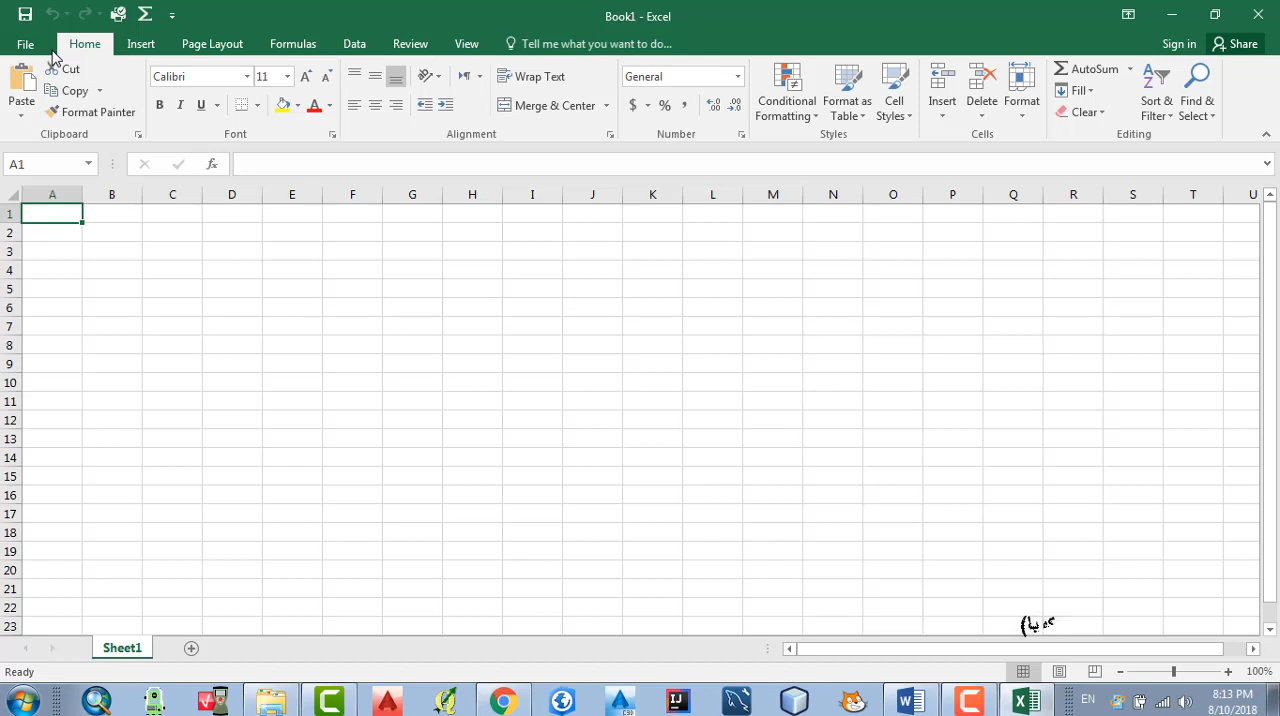 Book1 - Excel
File Home Insert Page Layout Formulas Data Review View Tell me what you want to do... Sign in Share
Paste Cut Calibri 11 Wrap Text General Conditional Formatting Format as Table Cell Styles Insert Delete Format AutoSum Sort & Filter Find & Select
Copy B I U Merge & Center $ % , Fill
Format Painter Clear
Clipboard Font Alignment Number Styles Cells Editing
A1 fx
A B C D E F G H I J K L M N O P Q R S T U
1
2
3
4
5
6
7
8
9
10
11
12
13
14
15
16
17
18
19
20
21
22
23
Sheet1
Ready 100%
EN 8:13 PM
8/10/2018